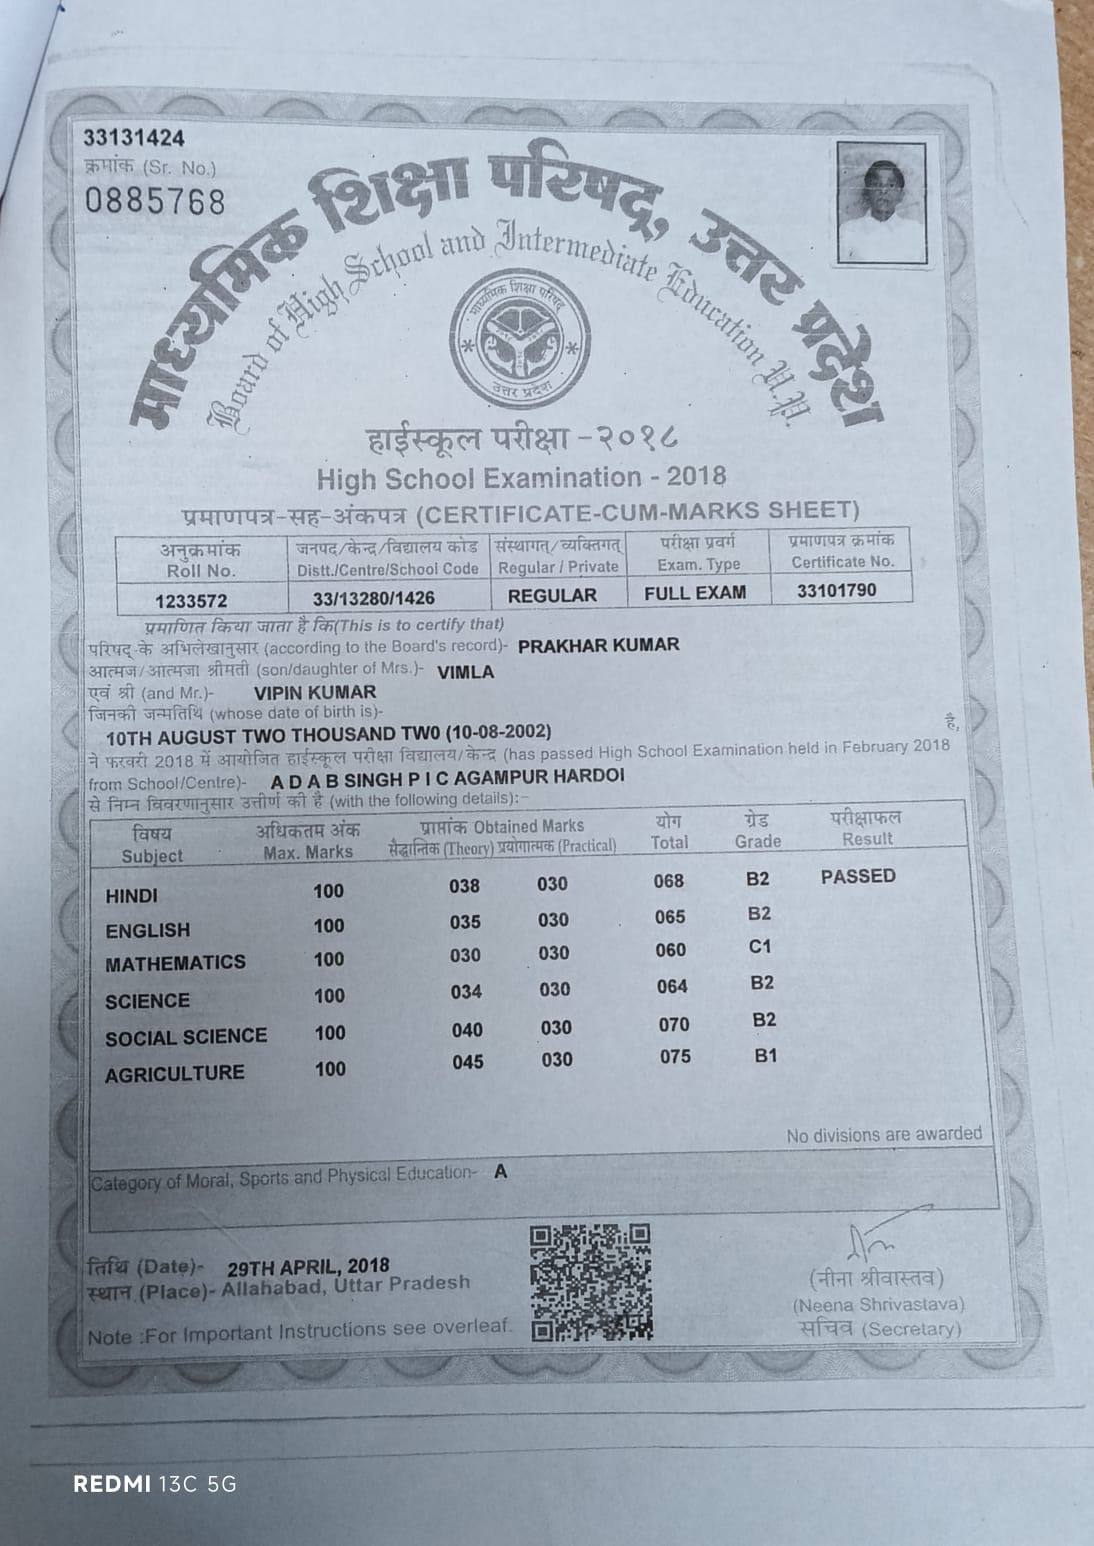 33131424
क्रमांक (Sr. No.)
0885768
माध्यमिक शिक्षा परिषद्, उत्तर प्रदेश
Board of High School and Intermediate Education U.P.
माध्यमिक शिक्षा परिषद
उत्तर प्रदेश
हाईस्कूल परीक्षा -२०१८
High School Examination - 2018
प्रमाणपत्र-सह-अंकपत्र (CERTIFICATE-CUM-MARKS SHEET)
अनुक्रमांक जनपद/केन्द्र/विद्यालय कोड संस्थागत्/व्यक्तिगत् परीक्षा प्रवर्ग प्रमाणपत्र क्रमांक
Roll No. Distt./Centre/School Code Regular / Private Exam. Type Certificate No.
1233572 33/13280/1426 REGULAR FULL EXAM 33101790
प्रमाणित किया जाता है कि(This is to certify that)
परिषद् के अभिलेखानुसार (according to the Board's record)- PRAKHAR KUMAR
आत्मज/आत्मजा श्रीमती (son/daughter of Mrs.)- VIMLA
एवं श्री (and Mr.)- VIPIN KUMAR
जिनकी जन्मतिथि (whose date of birth is)-
10TH AUGUST TWO THOUSAND TW0 (10-08-2002) है,
ने फरवरी 2018 में आयोजित हाईस्कूल परीक्षा विद्यालय/केन्द्र (has passed High School Examination held in February 2018
from School/Centre)- A D A B SINGH P I C AGAMPUR HARDOI
से निम्न विवरणानुसार उत्तीर्ण की है (with the following details):-
विषय अधिकतम अंक प्राप्तांक Obtained Marks योग ग्रेड परीक्षाफल
Subject Max. Marks सैद्धान्तिक (Theory) प्रयोगात्मक (Practical) Total Grade Result
HINDI 100 038 030 068 B2 PASSED
ENGLISH 100 035 030 065 B2
MATHEMATICS 100 030 030 060 C1
SCIENCE 100 034 030 064 B2
SOCIAL SCIENCE 100 040 030 070 B2
AGRICULTURE 100 045 030 075 B1
No divisions are awarded
Category of Moral, Sports and Physical Education- A
तिथि (Date)- 29TH APRIL, 2018
स्थान (Place)- Allahabad, Uttar Pradesh
(नीना श्रीवास्तव)
(Neena Shrivastava)
सचिव (Secretary)
Note :For Important Instructions see overleaf.
REDMI 13C 5G